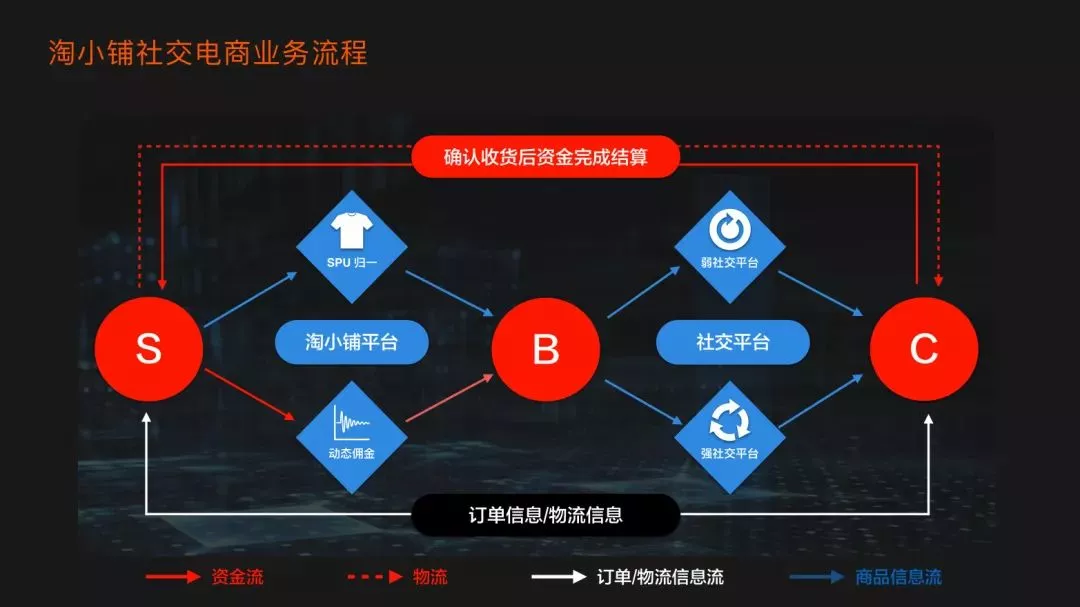 淘小铺社交电商业务流程
确认收货后资金完成结算
SPU 归一
弱社交平台
S
淘小铺平台
B
社交平台
C
动态佣金
强社交平台
订单信息/物流信息
资金流
物流
订单/物流信息流
商品信息流